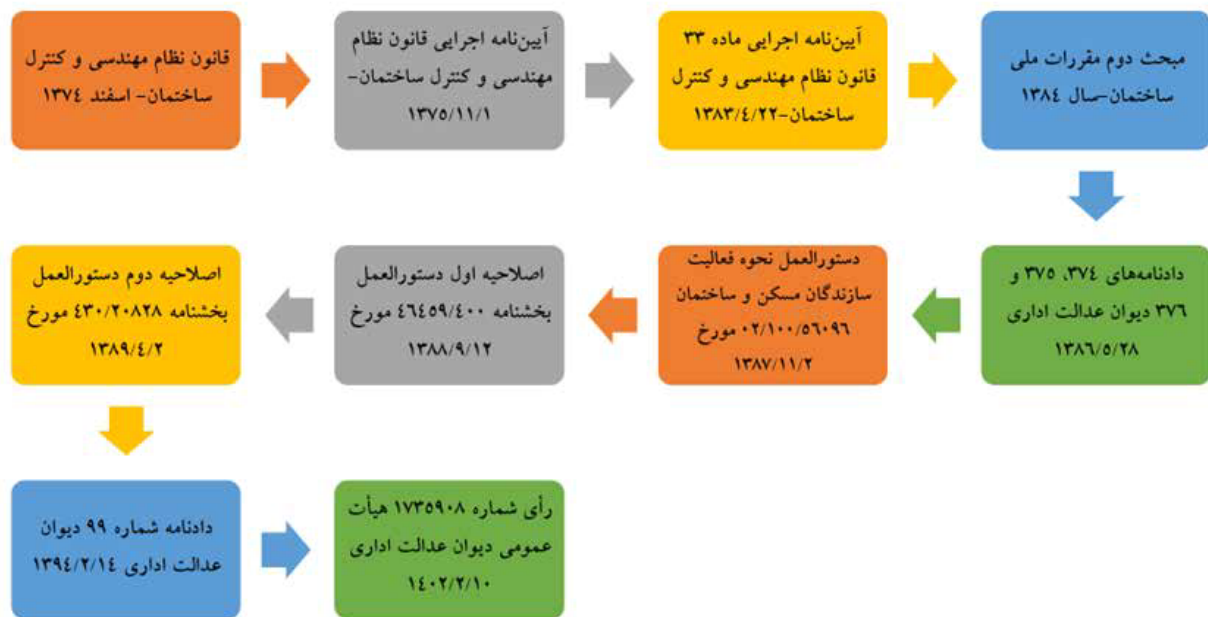 قانون نظام مهندسی و کنترل
ساختمان- اسفند ۱۳۷۴
آیین‌نامه اجرایی قانون نظام
مهندسی و کنترل ساختمان-
۱۳۷۵/۱۱/۱
آیین‌نامه اجرایی ماده ۳۳
قانون نظام مهندسی و کنترل
ساختمان-۱۳۸۳/۴/۲۲
مبحث دوم مقررات ملی
ساختمان-سال ۱۳۸۴
دادنامه‌های ۳۷۴، ۳۷۵ و
۳۷۶ دیوان عدالت اداری
۱۳۸۶/۵/۲۸
دستورالعمل نحوه فعالیت
سازندگان مسکن و ساختمان
۰۲/۱۰۰/۵۶۰۹۶ مورخ
۱۳۸۷/۱۱/۲
اصلاحیه اول دستورالعمل
بخشنامه ۴۶۴۵۹/۴۰۰ مورخ
۱۳۸۸/۹/۱۲
اصلاحیه دوم دستورالعمل
بخشنامه ۴۳۰/۲۰۸۲۸ مورخ
۱۳۸۹/۴/۲
دادنامه شماره ۹۹ دیوان
عدالت اداری ۱۳۹۴/۲/۱۴
رأی شماره ۱۷۳۵۹۰۸ هیأت
عمومی دیوان عدالت اداری
۱۴۰۲/۲/۱۰